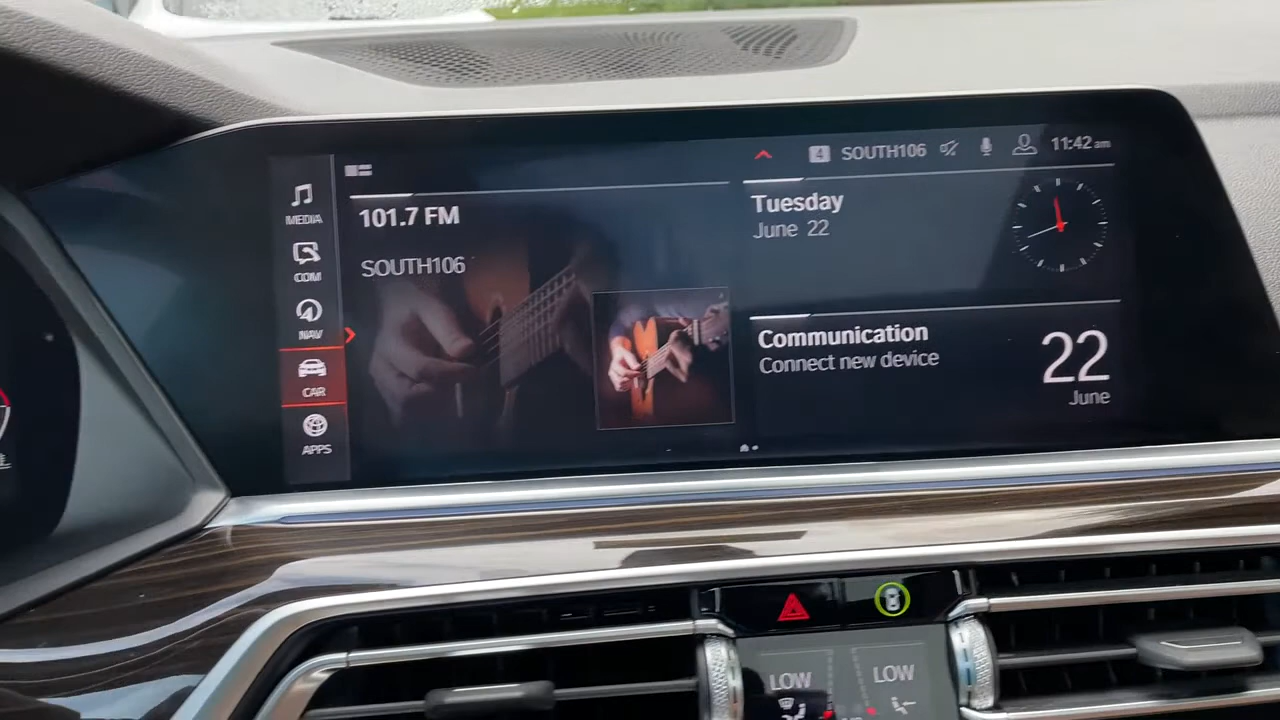 4 SOUTH106 11:42 am
MEDIA
COM
NAV
CAR
APPS
101.7 FM
SOUTH106
Tuesday
June 22
Communication
Connect new device
22
June
LOW
LOW